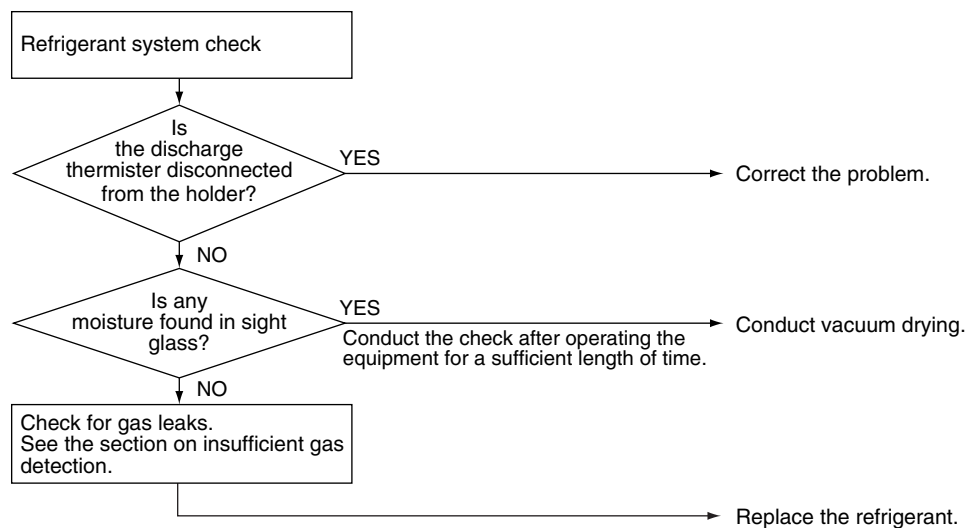 Refrigerant system check
Is
the discharge
thermister disconnected
from the holder?
YES
Correct the problem.
NO
Is any
moisture found in sight
glass?
YES
Conduct the check after operating the
equipment for a sufficient length of time.
Conduct vacuum drying.
NO
Check for gas leaks.
See the section on insufficient gas
detection.
Replace the refrigerant.